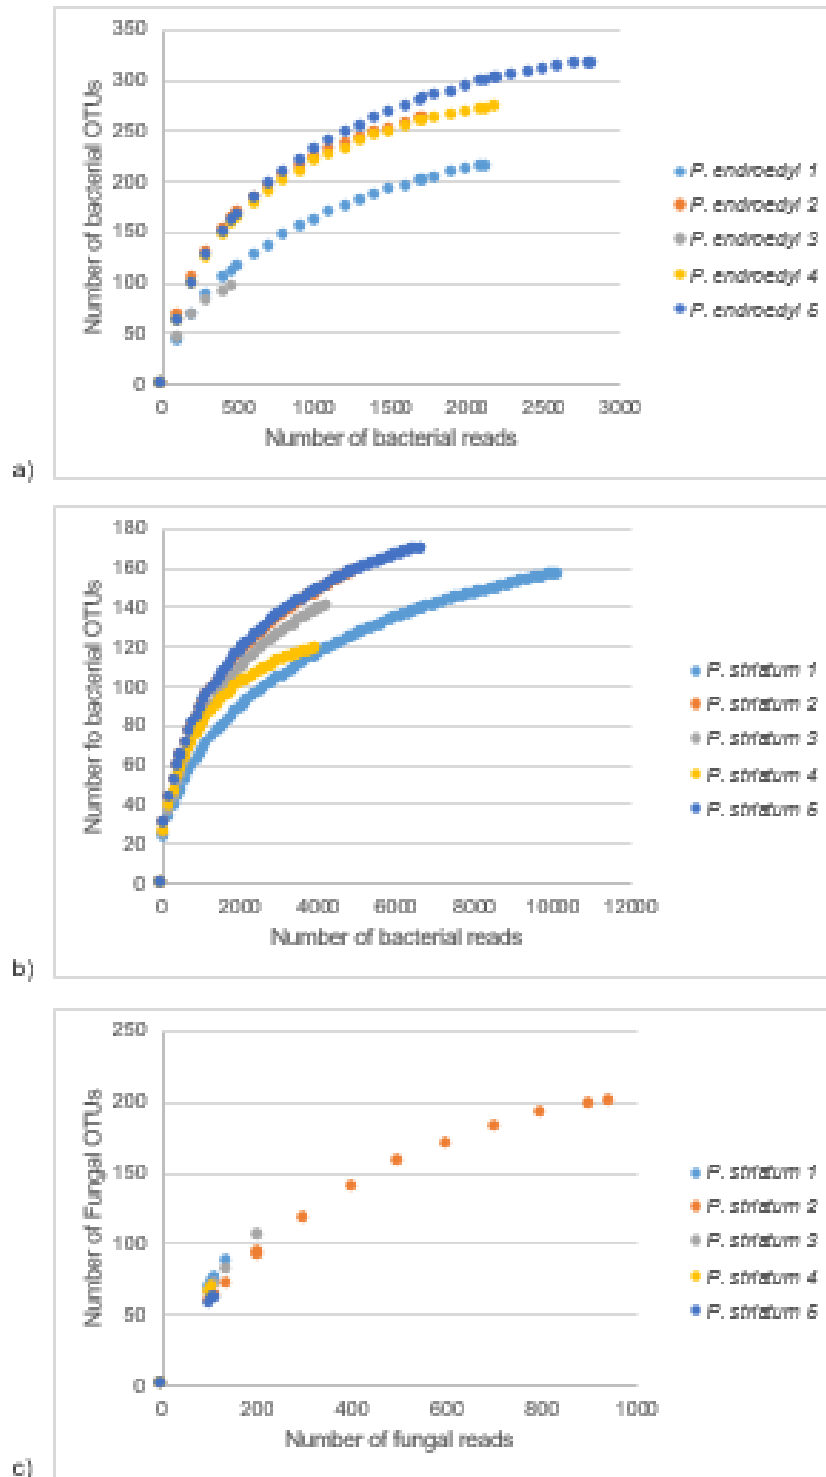 350
300
250
200
150
100
50
0
Number of bacterial OTUs
0 500 1000 1500 2000 2500 3000
Number of bacterial reads
P. endroedyi 1
P. endroedyi 2
P. endroedyi 3
P. endroedyi 4
P. endroedyi 5
a)
180
160
140
120
100
80
60
40
20
0
Number fo bacterial OTUs
0 2000 4000 6000 8000 10000 12000
Number of bacterial reads
P. striatum 1
P. striatum 2
P. striatum 3
P. striatum 4
P. striatum 5
b)
250
200
150
100
50
0
Number of Fungal OTUs
0 200 400 600 800 1000
Number of fungal reads
P. striatum 1
P. striatum 2
P. striatum 3
P. striatum 4
P. striatum 5
c)